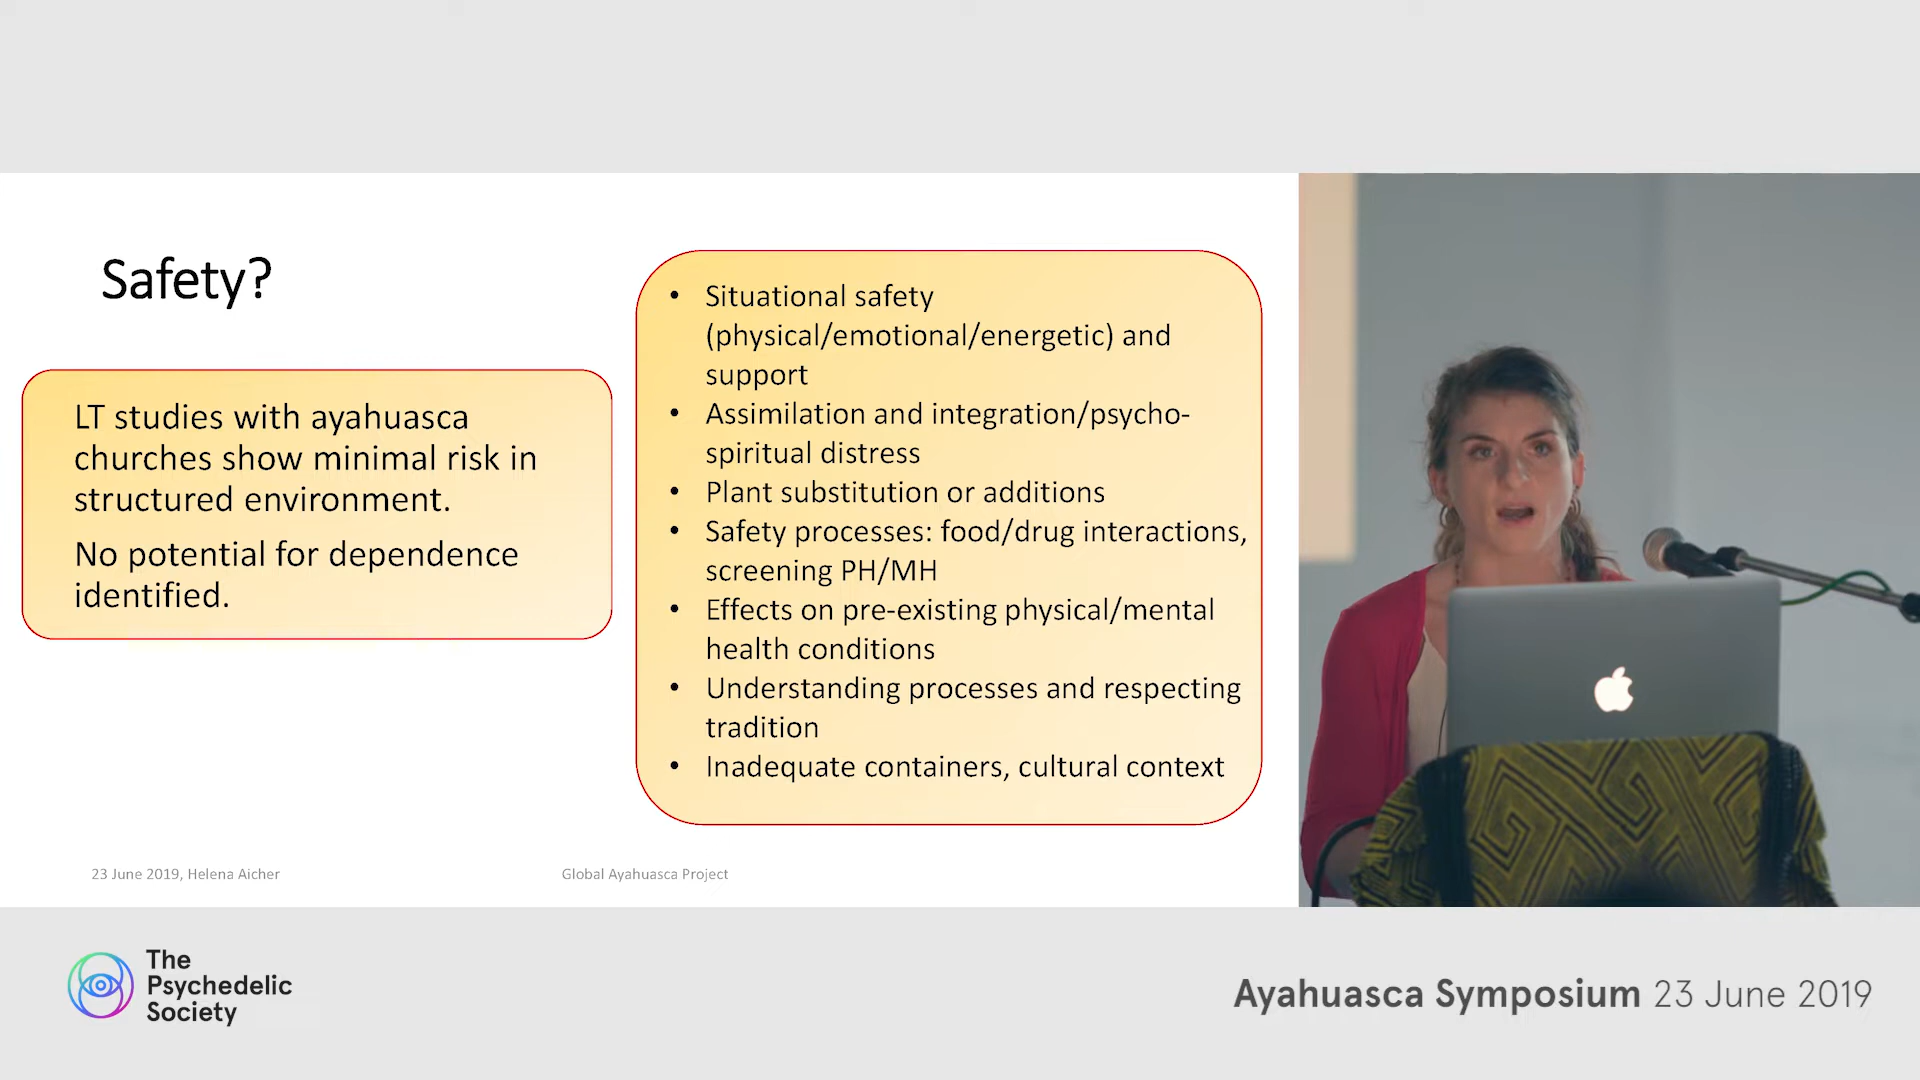 Safety?
LT studies with ayahuasca
churches show minimal risk in
structured environment.
No potential for dependence
identified.
• Situational safety
(physical/emotional/energetic) and
support
• Assimilation and integration/psycho-
spiritual distress
• Plant substitution or additions
• Safety processes: food/drug interactions,
screening PH/MH
• Effects on pre-existing physical/mental
health conditions
• Understanding processes and respecting
tradition
• Inadequate containers, cultural context
23 June 2019, Helena Aicher
Global Ayahuasca Project
The
Psychedelic
Society
Ayahuasca Symposium 23 June 2019